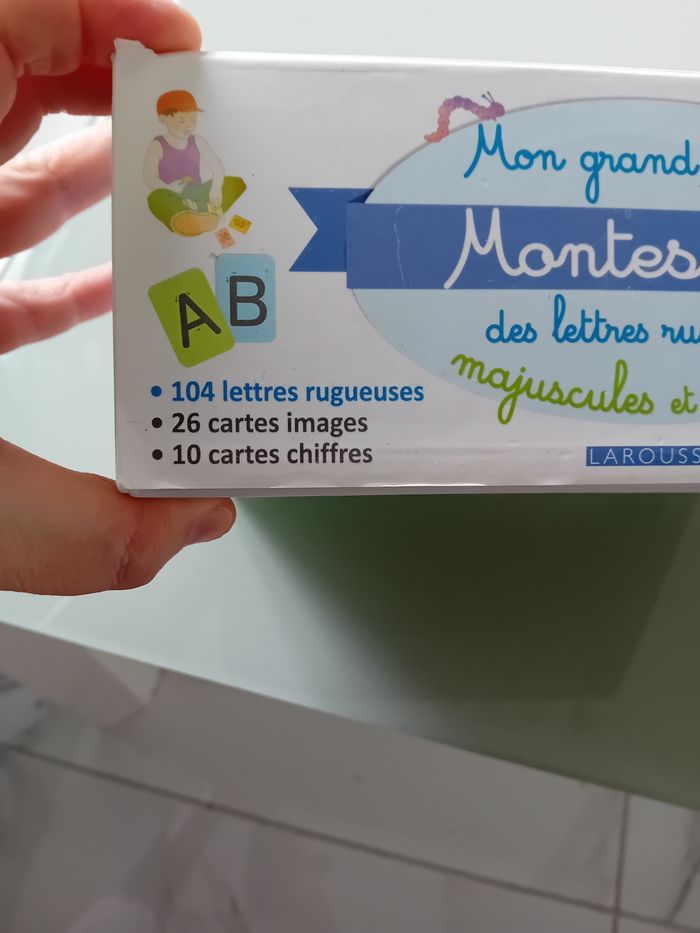 Mon grand
Montes
des lettres ru
majuscules et
A B
• 104 lettres rugueuses
• 26 cartes images
• 10 cartes chiffres
LAROUSS